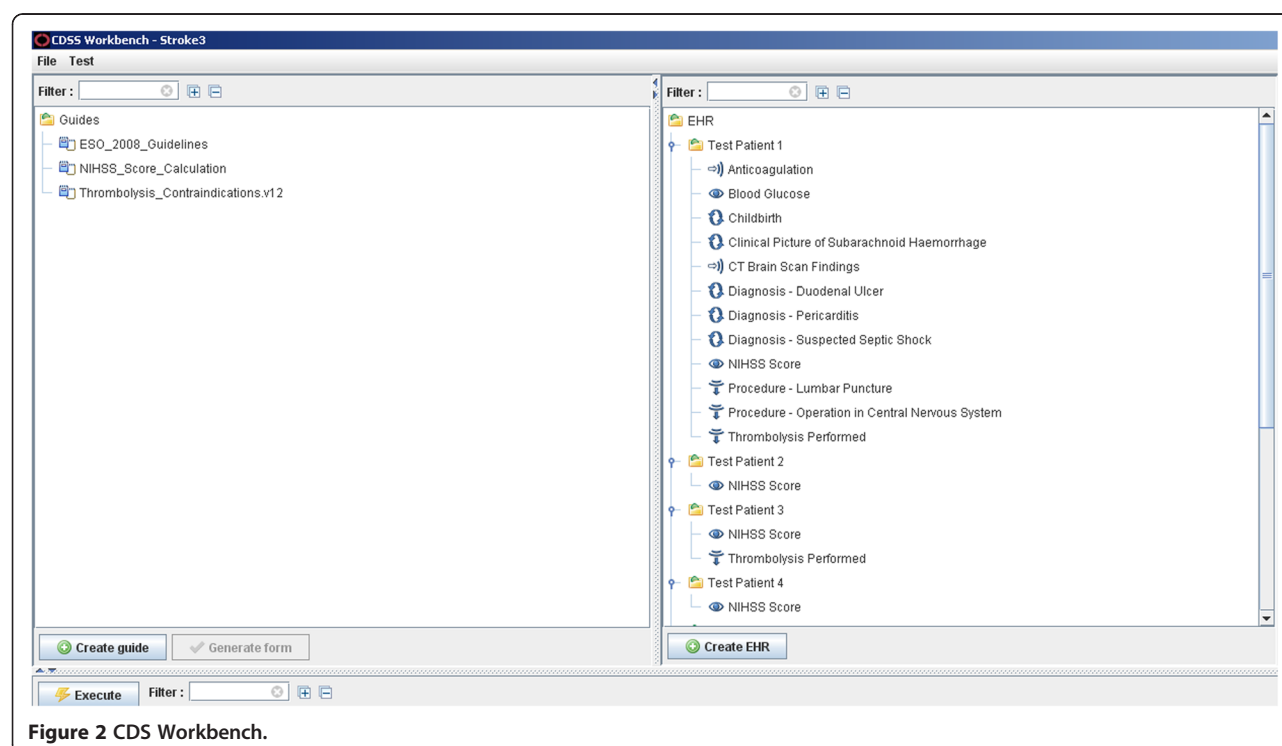 CDSS Workbench - Stroke3
File Test
Filter :
Guides
ESO_2008_Guidelines
NIHSS_Score_Calculation
Thrombolysis_Contraindications.v12
Create guide
Generate form
Filter :
EHR
Test Patient 1
Anticoagulation
Blood Glucose
Childbirth
Clinical Picture of Subarachnoid Haemorrhage
CT Brain Scan Findings
Diagnosis - Duodenal Ulcer
Diagnosis - Pericarditis
Diagnosis - Suspected Septic Shock
NIHSS Score
Procedure - Lumbar Puncture
Procedure - Operation in Central Nervous System
Thrombolysis Performed
Test Patient 2
NIHSS Score
Test Patient 3
NIHSS Score
Thrombolysis Performed
Test Patient 4
NIHSS Score
Create EHR
Execute Filter :
Figure 2 CDS Workbench.